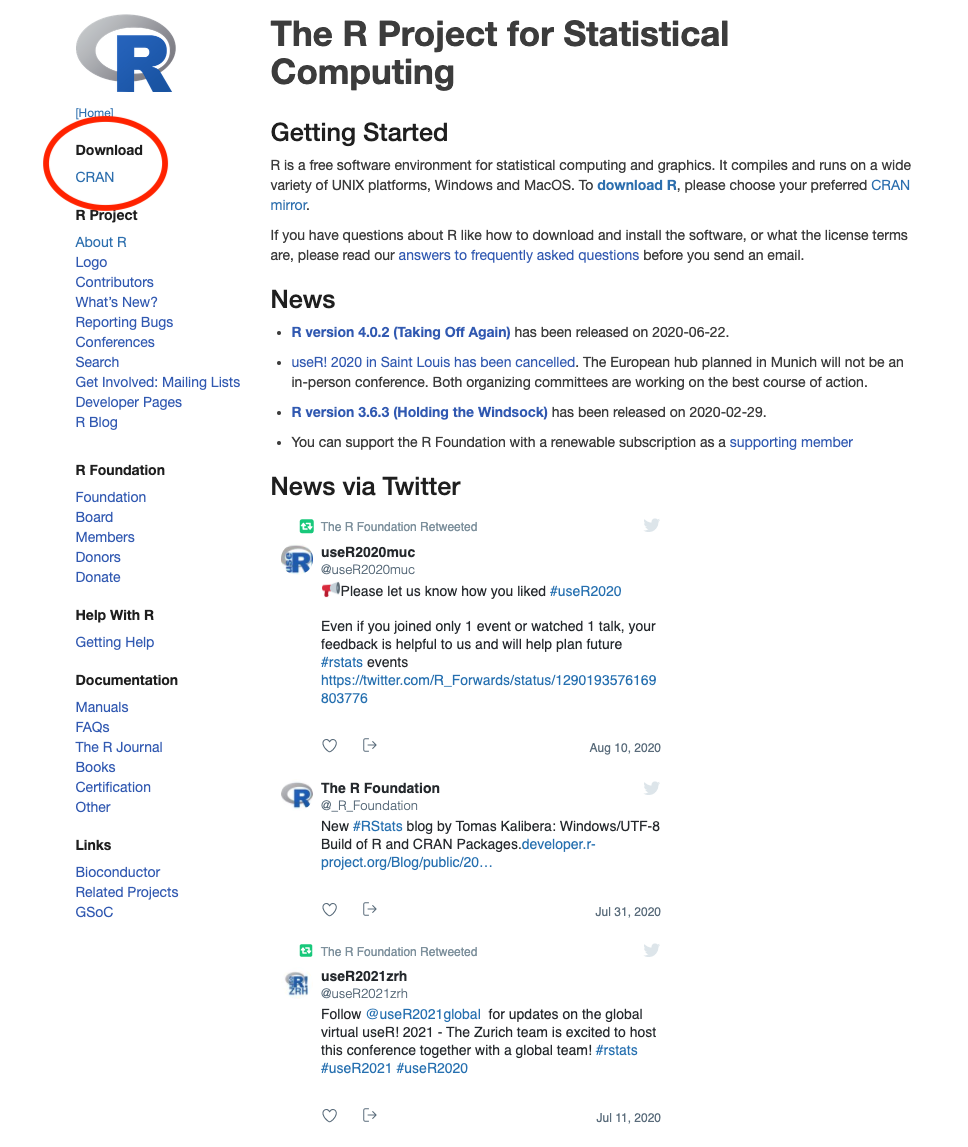 R
[Home]
Download
CRAN
R Project
About R
Logo
Contributors
What's New?
Reporting Bugs
Conferences
Search
Get Involved: Mailing Lists
Developer Pages
R Blog
R Foundation
Foundation
Board
Members
Donors
Donate
Help With R
Getting Help
Documentation
Manuals
FAQs
The R Journal
Books
Certification
Other
Links
Bioconductor
Related Projects
GSoC
The R Project for Statistical
Computing
Getting Started
R is a free software environment for statistical computing and graphics. It compiles and runs on a wide
variety of UNIX platforms, Windows and MacOS. To download R, please choose your preferred CRAN
mirror.
If you have questions about R like how to download and install the software, or what the license terms
are, please read our answers to frequently asked questions before you send an email.
News
• R version 4.0.2 (Taking Off Again) has been released on 2020-06-22.
• useR! 2020 in Saint Louis has been cancelled. The European hub planned in Munich will not be an
in-person conference. Both organizing committees are working on the best course of action.
• R version 3.6.3 (Holding the Windsock) has been released on 2020-02-29.
• You can support the R Foundation with a renewable subscription as a supporting member
News via Twitter
The R Foundation Retweeted
useR2020muc
@useR2020muc
Please let us know how you liked #useR2020
Even if you joined only 1 event or watched 1 talk, your
feedback is helpful to us and will help plan future
#rstats events
https://twitter.com/R_Forwards/status/1290193576169
803776
Aug 10, 2020
R
The R Foundation
@_R_Foundation
New #RStats blog by Tomas Kalibera: Windows/UTF-8
Build of R and CRAN Packages.developer.r-
project.org/Blog/public/20…
Jul 31, 2020
The R Foundation Retweeted
R!
ZRH
useR2021zrh
@useR2021zrh
Follow @useR2021global for updates on the global
virtual useR! 2021 - The Zurich team is excited to host
this conference together with a global team! #rstats
#useR2021 #useR2020
Jul 11, 2020